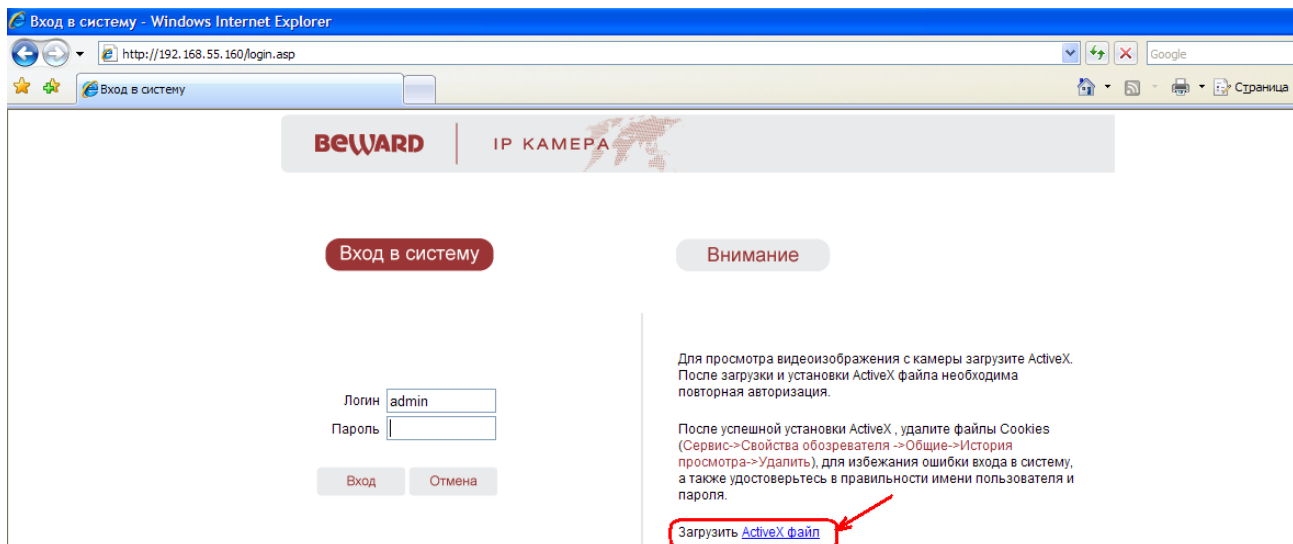 Вход в систему - Windows Internet Explorer
http://192.168.55.160/login.asp
Google
Вход в систему
Страница
BEWARD
IP КАМЕРА
Вход в систему
Внимание
Логин admin
Пароль
Вход Отмена
Для просмотра видеоизображения с камеры загрузите ActiveX.
После загрузки и установки ActiveX файла необходима
повторная авторизация.
После успешной установки ActiveX , удалите файлы Cookies
(Сервис->Свойства обозревателя ->Общие->История
просмотра->Удалить), для избежания ошибки входа в систему,
а также удостоверьтесь в правильности имени пользователя и
пароля.
Загрузить ActiveX файл